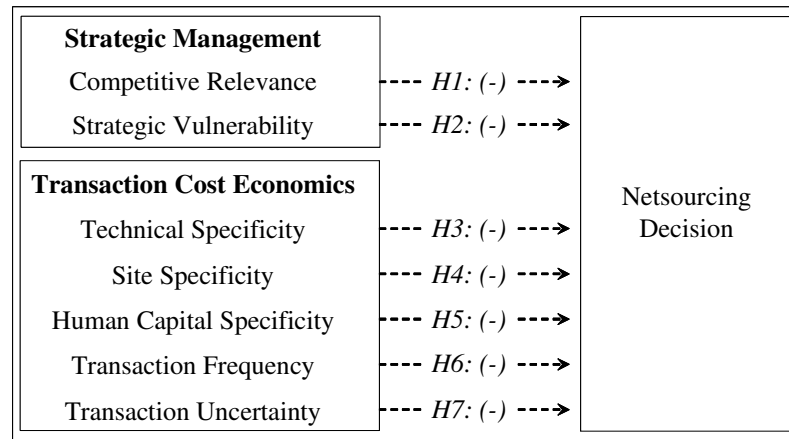 Strategic Management
Competitive Relevance
H1: (-)
Strategic Vulnerability
H2: (-)
Transaction Cost Economics
Technical Specificity
H3: (-)
Site Specificity
H4: (-)
Human Capital Specificity
H5: (-)
Transaction Frequency
H6: (-)
Transaction Uncertainty
H7: (-)
Netsourcing
Decision